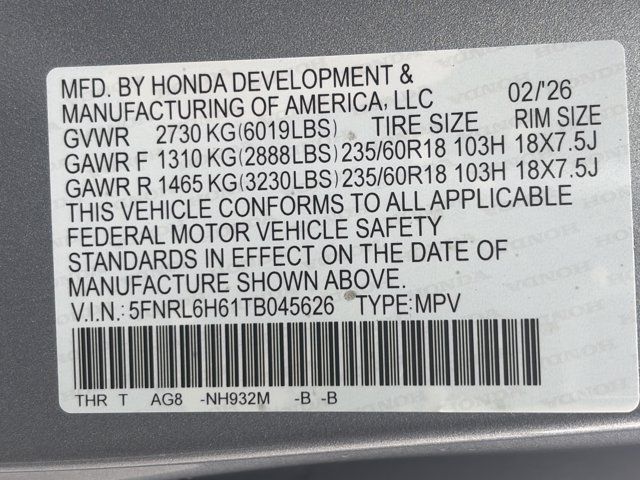 MFD. BY HONDA DEVELOPMENT &
MANUFACTURING OF AMERICA, LLC 02/'26
GVWR 2730 KG(6019LBS) TIRE SIZE RIM SIZE
GAWR F 1310 KG(2888LBS) 235/60R18 103H 18X7.5J
GAWR R 1465 KG(3230LBS) 235/60R18 103H 18X7.5J
THIS VEHICLE CONFORMS TO ALL APPLICABLE
FEDERAL MOTOR VEHICLE SAFETY
STANDARDS IN EFFECT ON THE DATE OF
MANUFACTURE SHOWN ABOVE.
V.I.N.: 5FNRL6H61TB045626 TYPE:MPV
THR T AG8 -NH932M -B -B